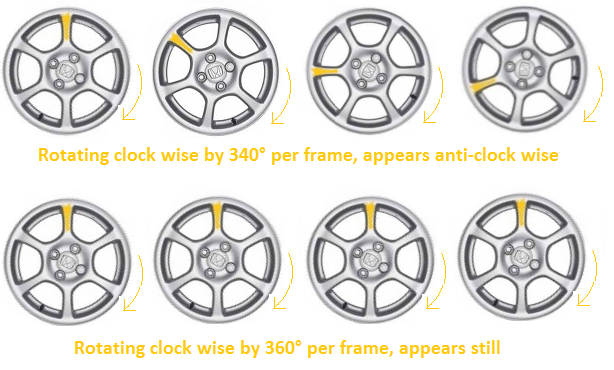 Rotating clock wise by 340° per frame, appears anti-clock wise
Rotating clock wise by 360° per frame, appears still